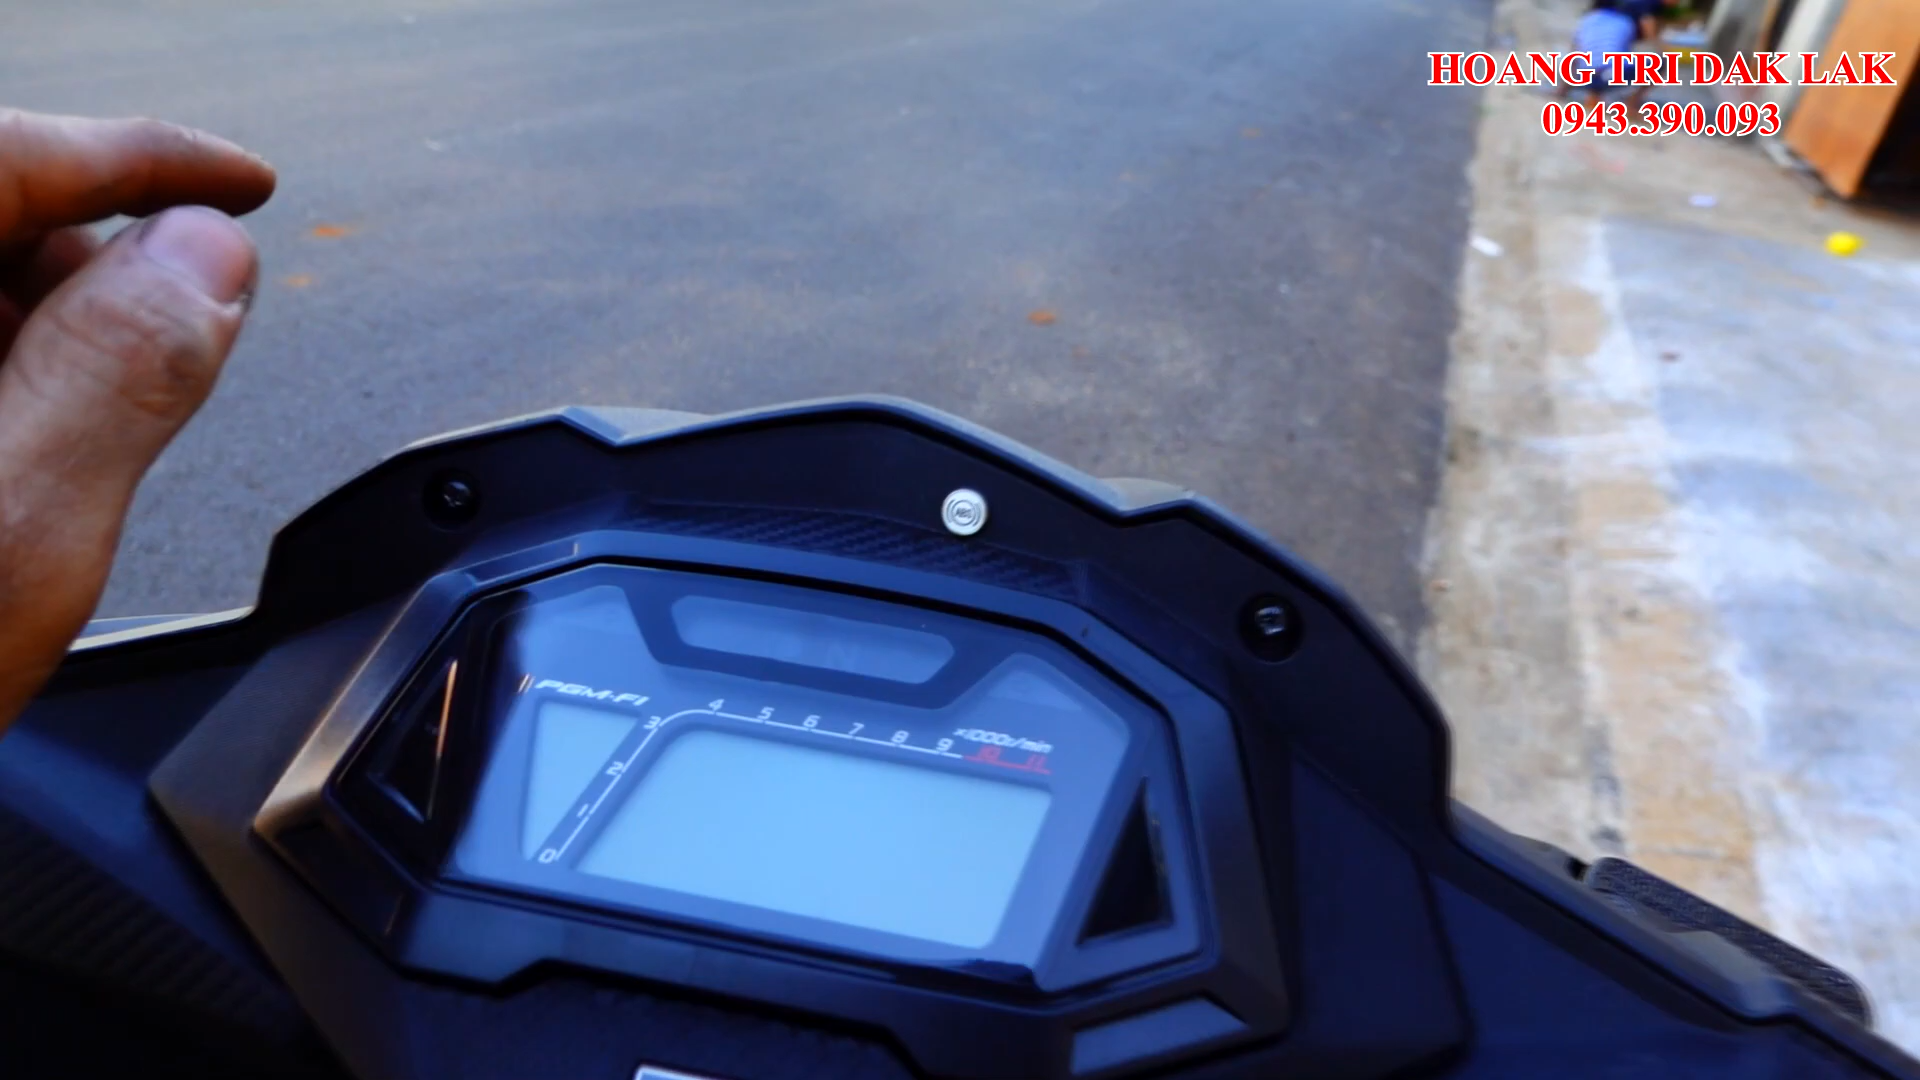 HOANG TRI DAK LAK
0943.390.093
ABS
PGM-FI
0 1 2 3 4 5 6 7 8 9 10 11
x1000r/min